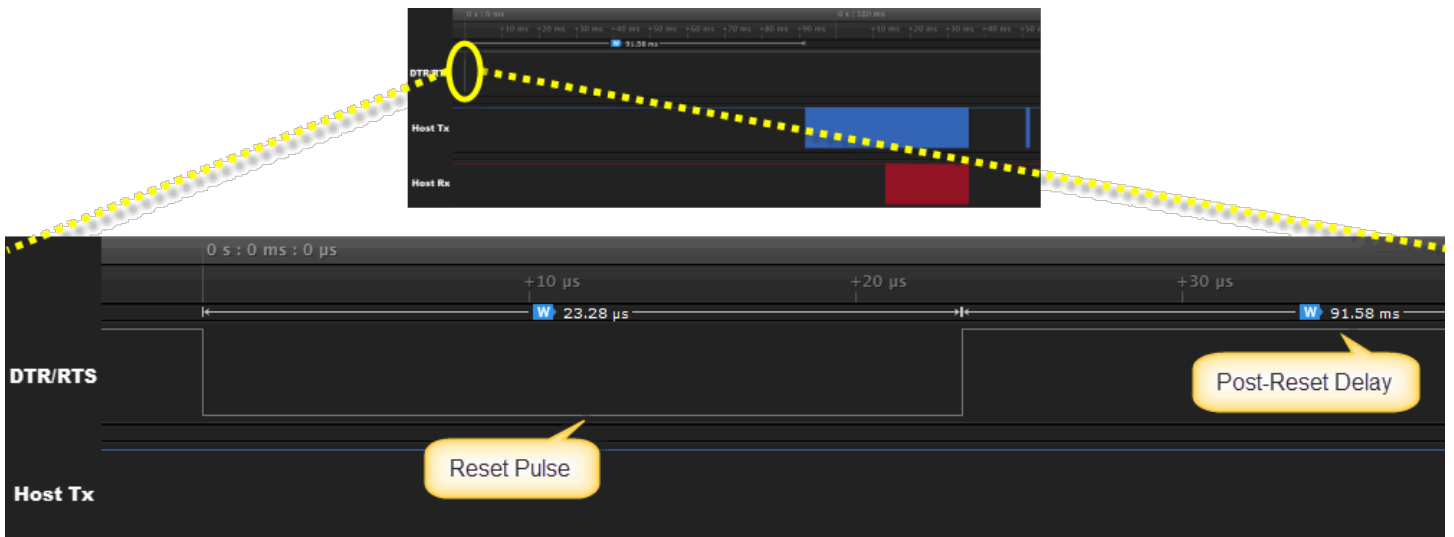 0 s : 0 ms
0 s : 100 ms
+10 ms +20 ms +30 ms +40 ms +50 ms +60 ms +70 ms +80 ms +90 ms +10 ms +20 ms +30 ms +40 ms
W 91.58 ms
Host Tx
Host Rx
0 s : 0 ms : 0 µs
+10 µs +20 µs +30 µs
W 23.28 µs W 91.58 ms
DTR/RTS
Post-Reset Delay
Reset Pulse
Host Tx